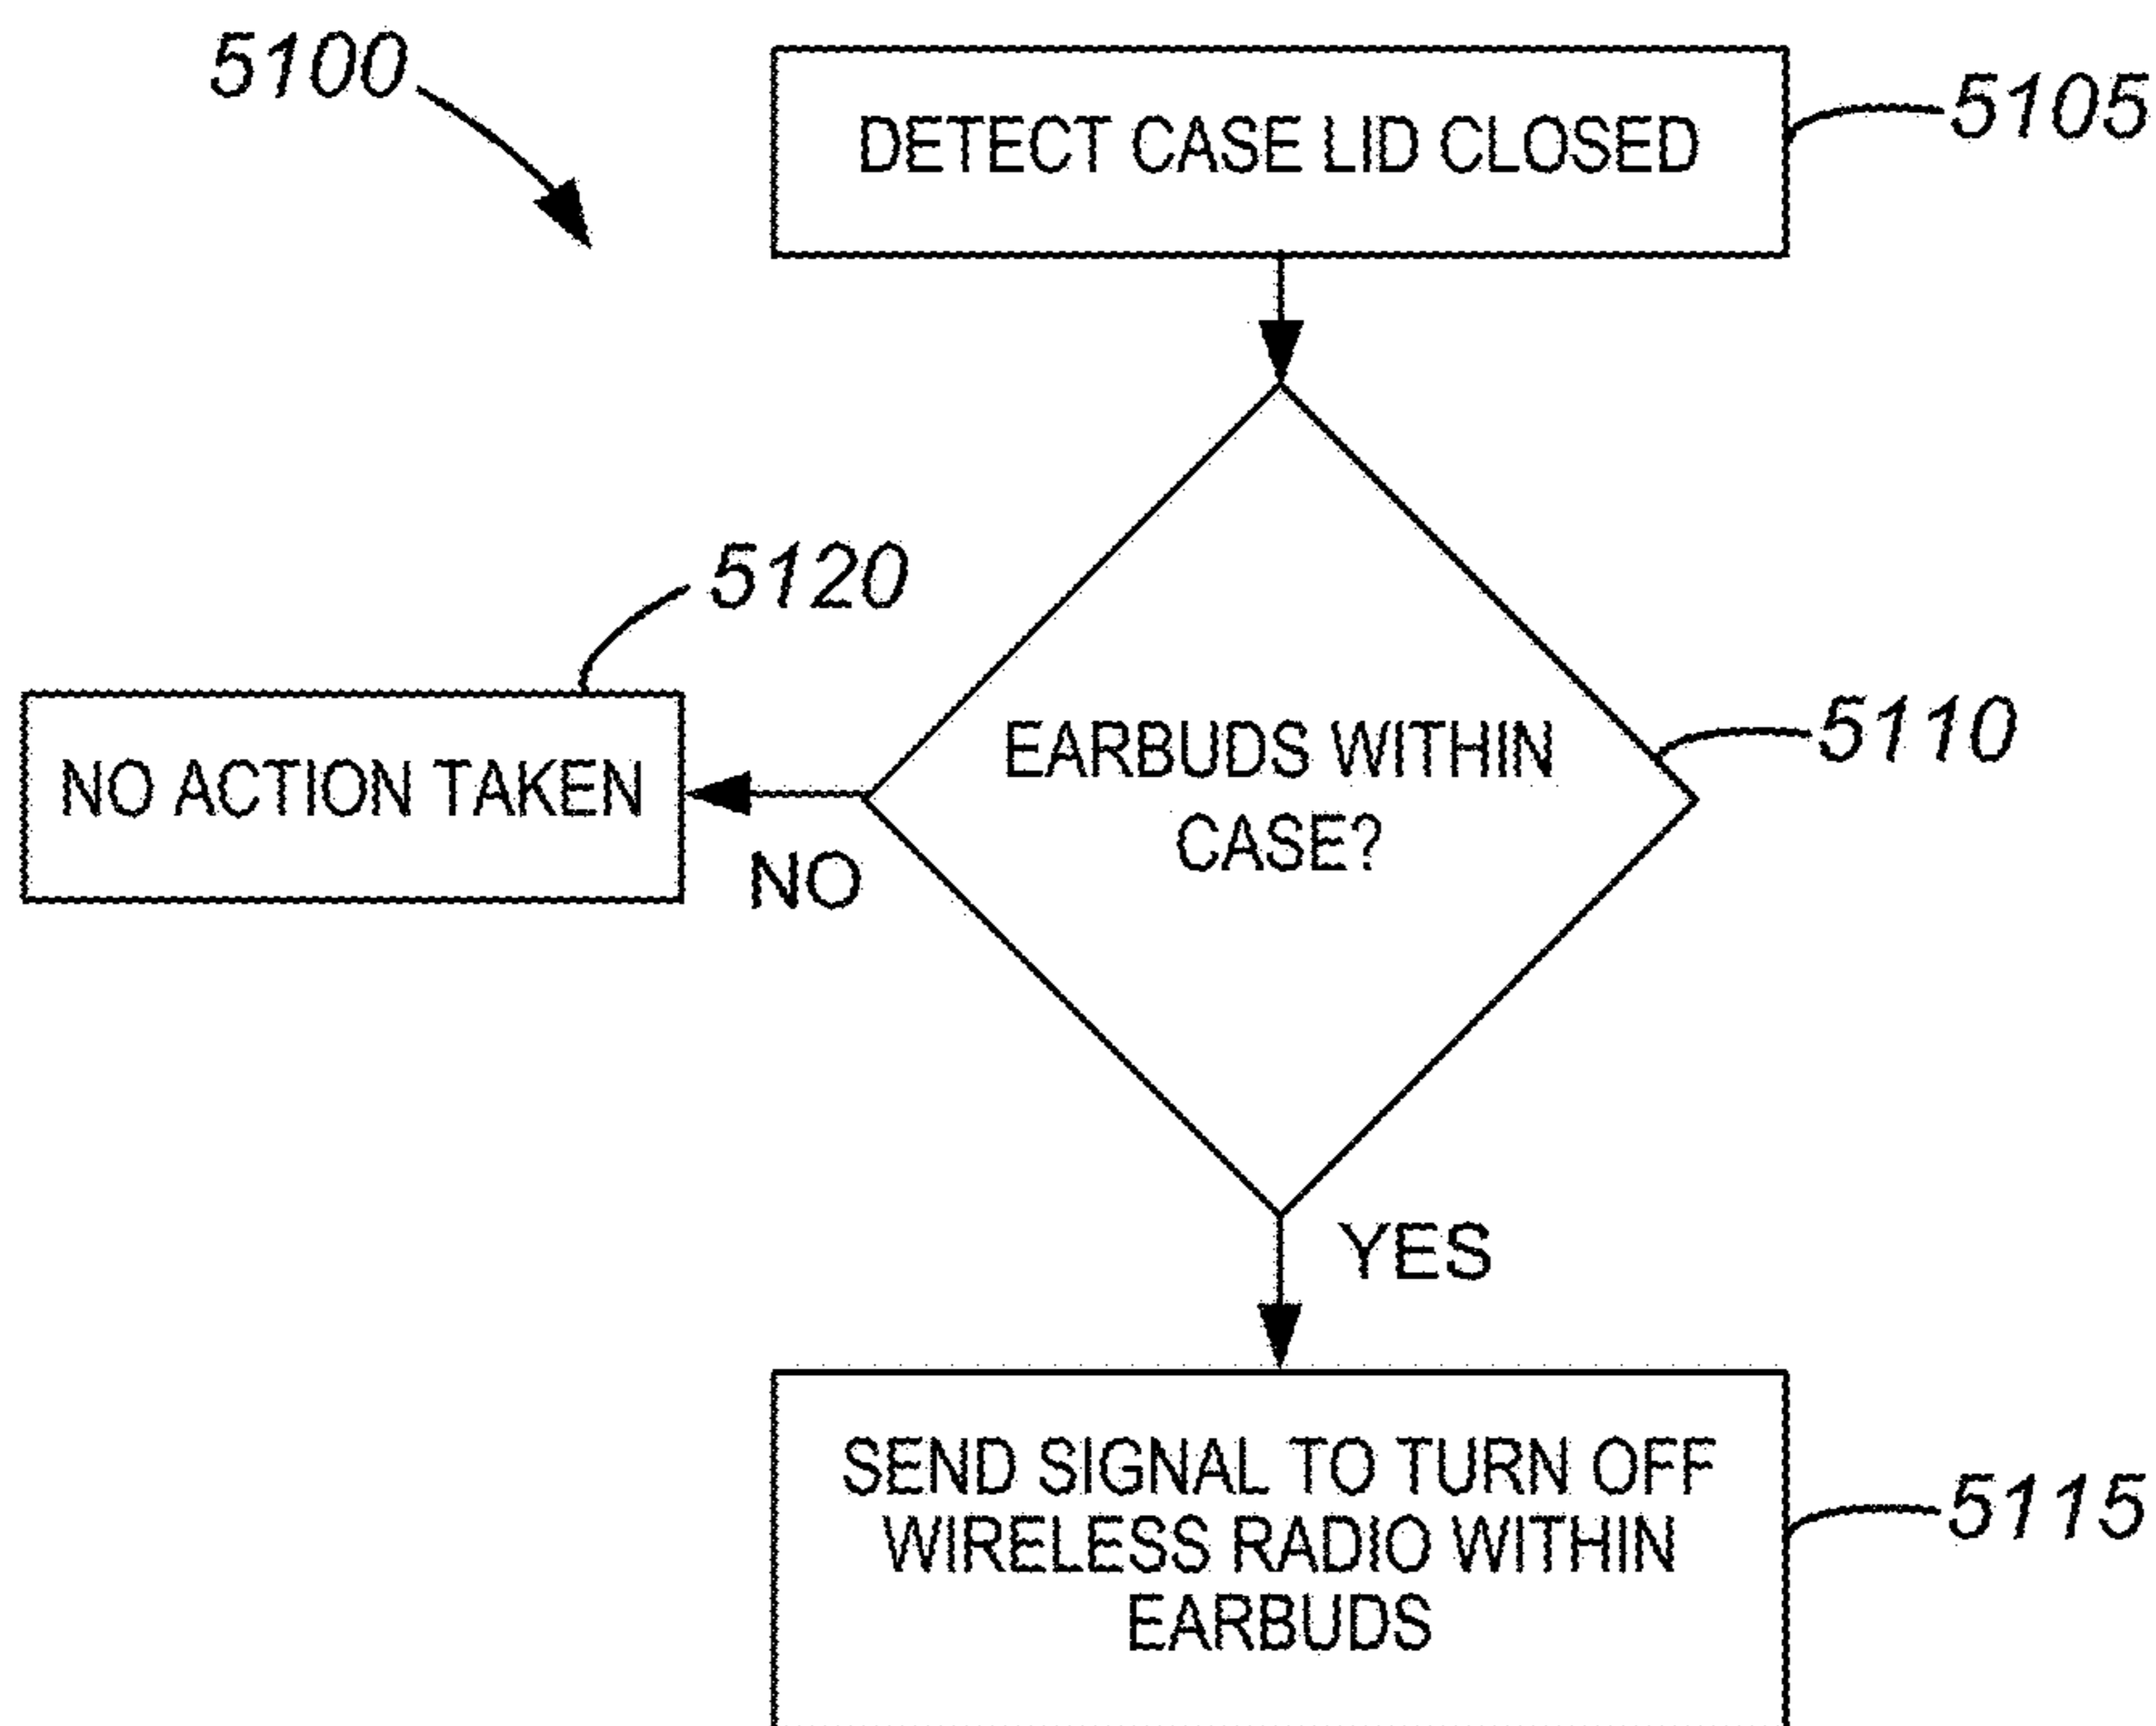 5100
DETECT CASE LID CLOSED
5105
5120
NO ACTION TAKEN
NO
EARBUDS WITHIN
CASE?
5110
YES
SEND SIGNAL TO TURN OFF
WIRELESS RADIO WITHIN
EARBUDS
5115